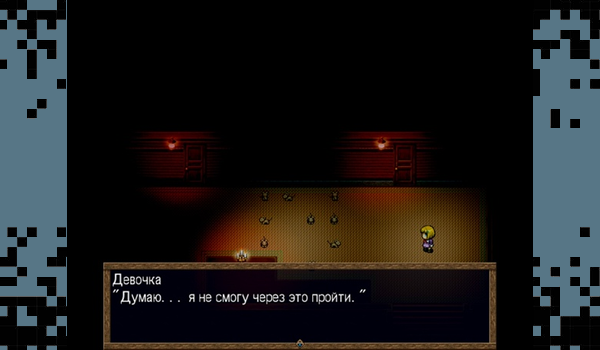 Девочка
"Думаю. . . я не смогу через это пройти. "